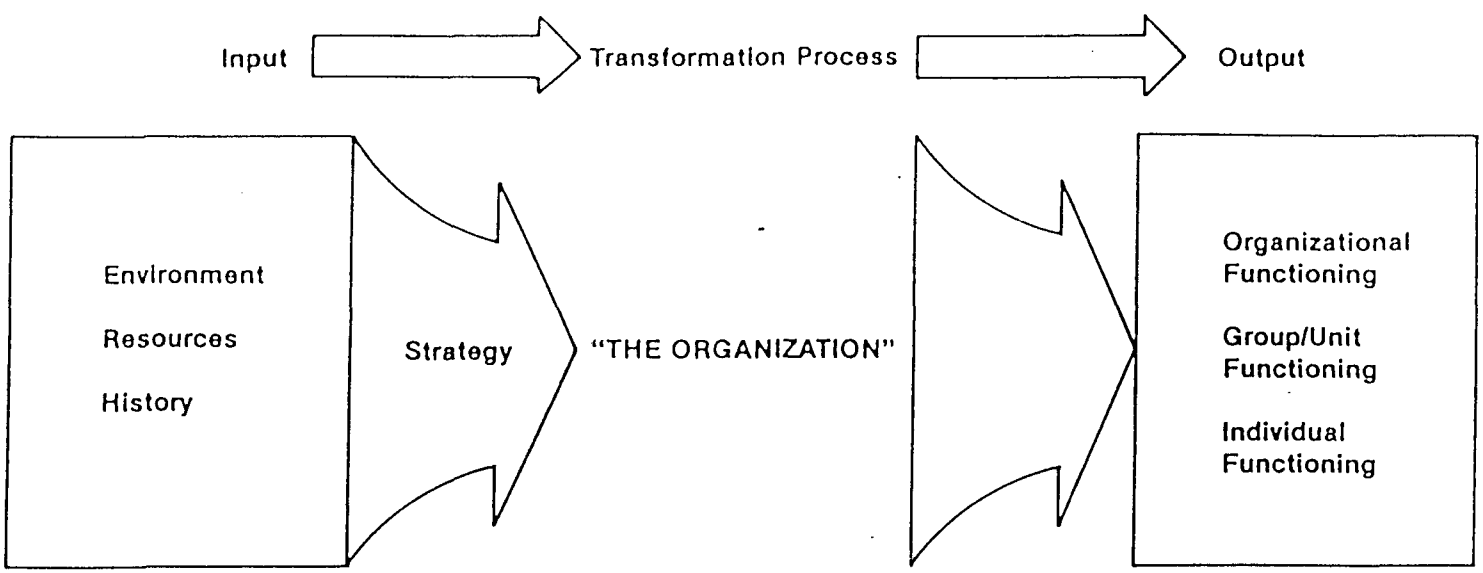 Input
Transformation Process
Output
Environment
Resources
History
Strategy
“THE ORGANIZATION”
Organizational
Functioning
Group/Unit
Functioning
Individual
Functioning